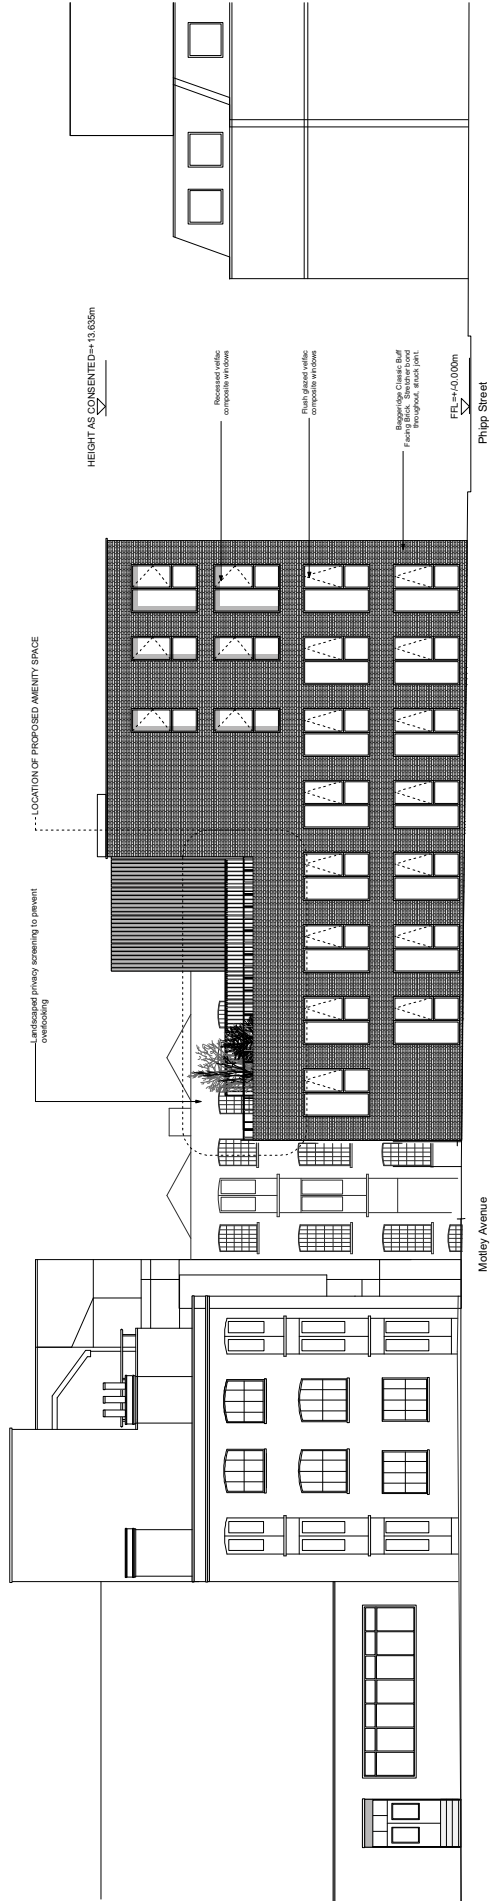 Landscaped privacy screening to prevent
overlooking
LOCATION OF PROPOSED AMENITY SPACE
HEIGHT AS CONSENTED=+13.635m
Recessed velfac
composite windows
Flush glazed velfac
composite windows
Baggeridge Classic Buff
Facing Brick. Stretcher bond
throughout, struck joint.
FFL=+/-0.000m
Motley Avenue
Phipp Street